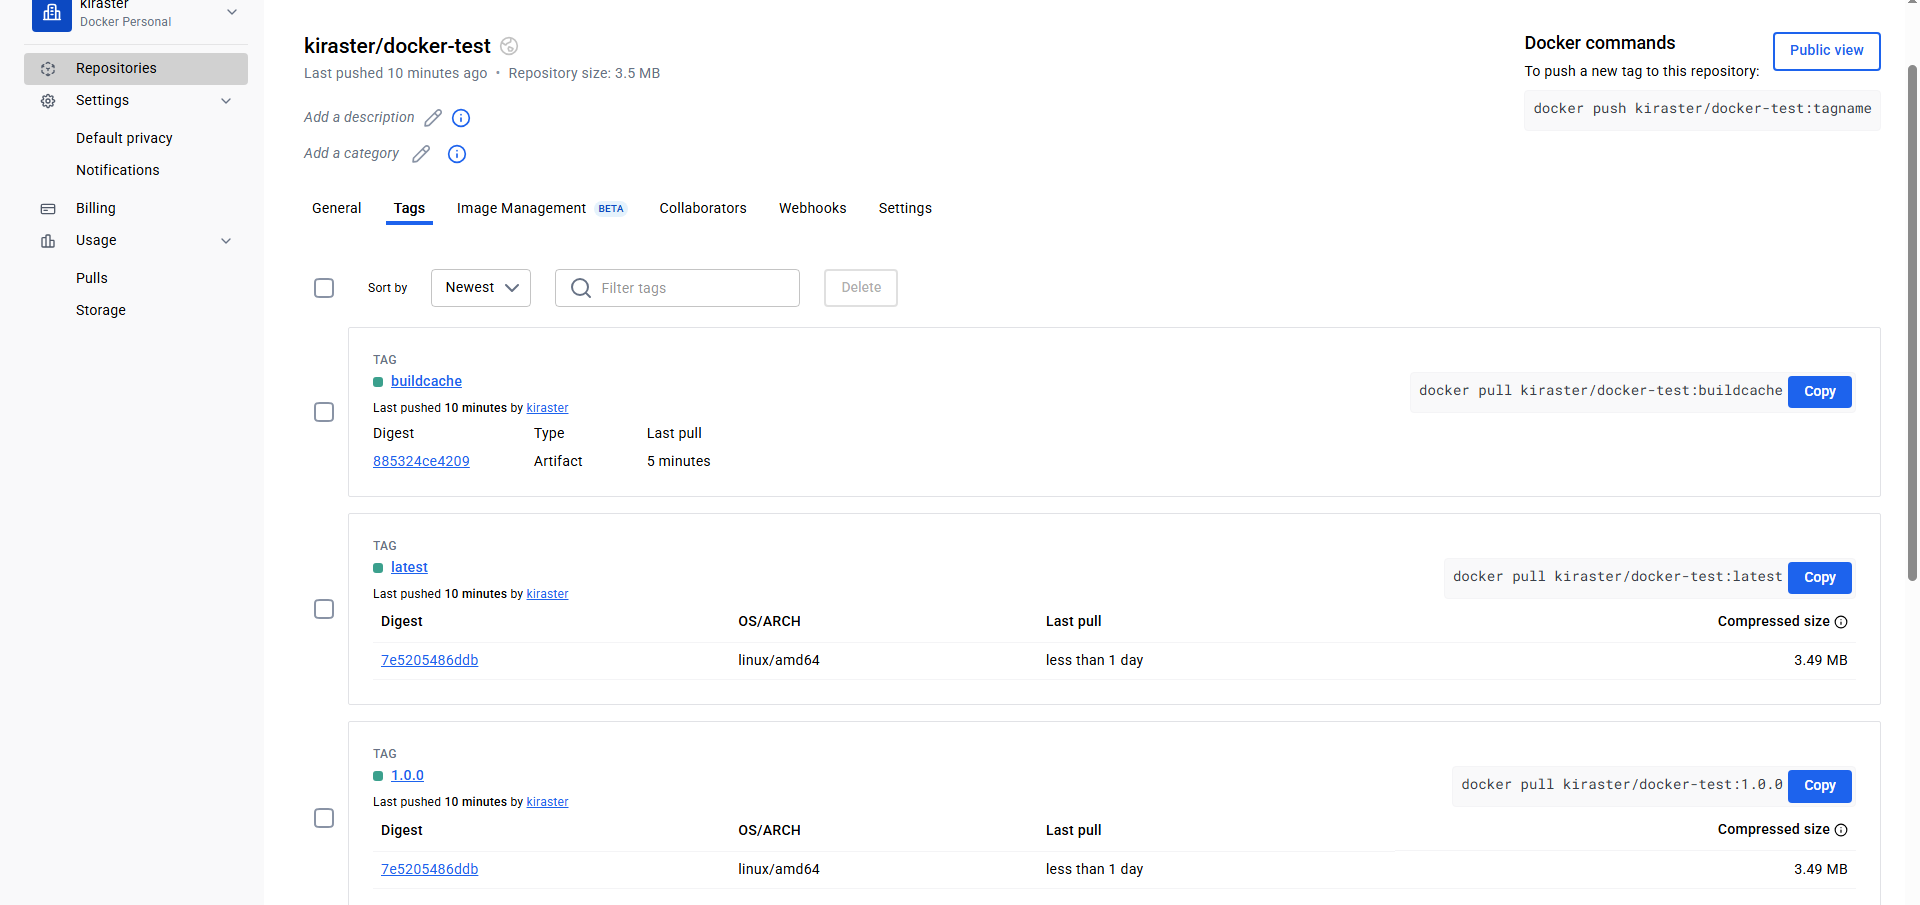 kiraster
Docker Personal
Repositories
Settings
Default privacy
Notifications
Billing
Usage
Pulls
Storage
kiraster/docker-test
Last pushed 10 minutes ago • Repository size: 3.5 MB
Add a description
Add a category
Docker commands
To push a new tag to this repository:
Public view
docker push kiraster/docker-test:tagname
General Tags Image Management BETA Collaborators Webhooks Settings
Sort by Newest Filter tags Delete
TAG
buildcache
docker pull kiraster/docker-test:buildcache Copy
Last pushed 10 minutes by kiraster
Digest Type Last pull
885324ce4209 Artifact 5 minutes
TAG
latest
docker pull kiraster/docker-test:latest Copy
Last pushed 10 minutes by kiraster
Digest OS/ARCH Last pull Compressed size
7e5205486ddb linux/amd64 less than 1 day 3.49 MB
TAG
1.0.0
docker pull kiraster/docker-test:1.0.0 Copy
Last pushed 10 minutes by kiraster
Digest OS/ARCH Last pull Compressed size
7e5205486ddb linux/amd64 less than 1 day 3.49 MB